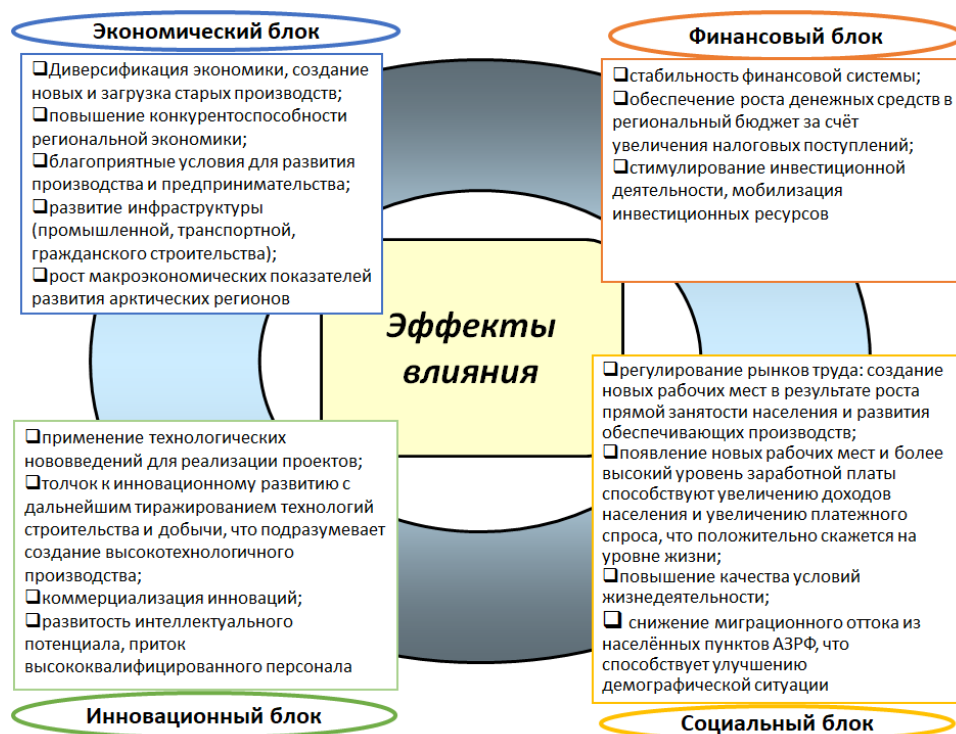 Экономический блок
❑Диверсификация экономики, создание
новых и загрузка старых производств;
❑повышение конкурентоспособности
региональной экономики;
❑благоприятные условия для развития
производства и предпринимательства;
❑развитие инфраструктуры
(промышленной, транспортной,
гражданского строительства);
❑рост макроэкономических показателей
развития арктических регионов
Финансовый блок
❑стабильность финансовой системы;
❑обеспечение роста денежных средств в
региональный бюджет за счёт
увеличения налоговых поступлений;
❑стимулирование инвестиционной
деятельности, мобилизация
инвестиционных ресурсов
Эффекты
влияния
❑применение технологических
нововведений для реализации проектов;
❑толчок к инновационному развитию с
дальнейшим тиражированием технологий
строительства и добычи, что подразумевает
создание высокотехнологичного
производства;
❑коммерциализация инноваций;
❑развитость интеллектуального
потенциала, приток
высококвалифицированного персонала
Инновационный блок
❑регулирование рынков труда: создание
новых рабочих мест в результате роста
прямой занятости населения и развития
обеспечивающих производств;
❑появление новых рабочих мест и более
высокий уровень заработной платы
способствуют увеличению доходов
населения и увеличению платежного
спроса, что положительно скажется на
уровне жизни;
❑повышение качества условий
жизнедеятельности;
❑ снижение миграционного оттока из
населённых пунктов АЗРФ, что
способствует улучшению
демографической ситуации
Социальный блок